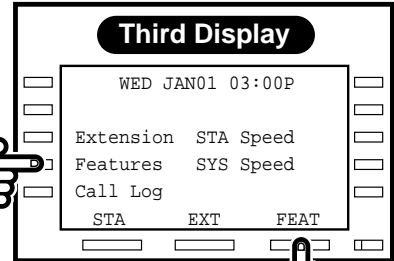 Third Display
WED JAN01 03:00P
Extension STA Speed
Features SYS Speed
Call Log
STA EXT FEAT